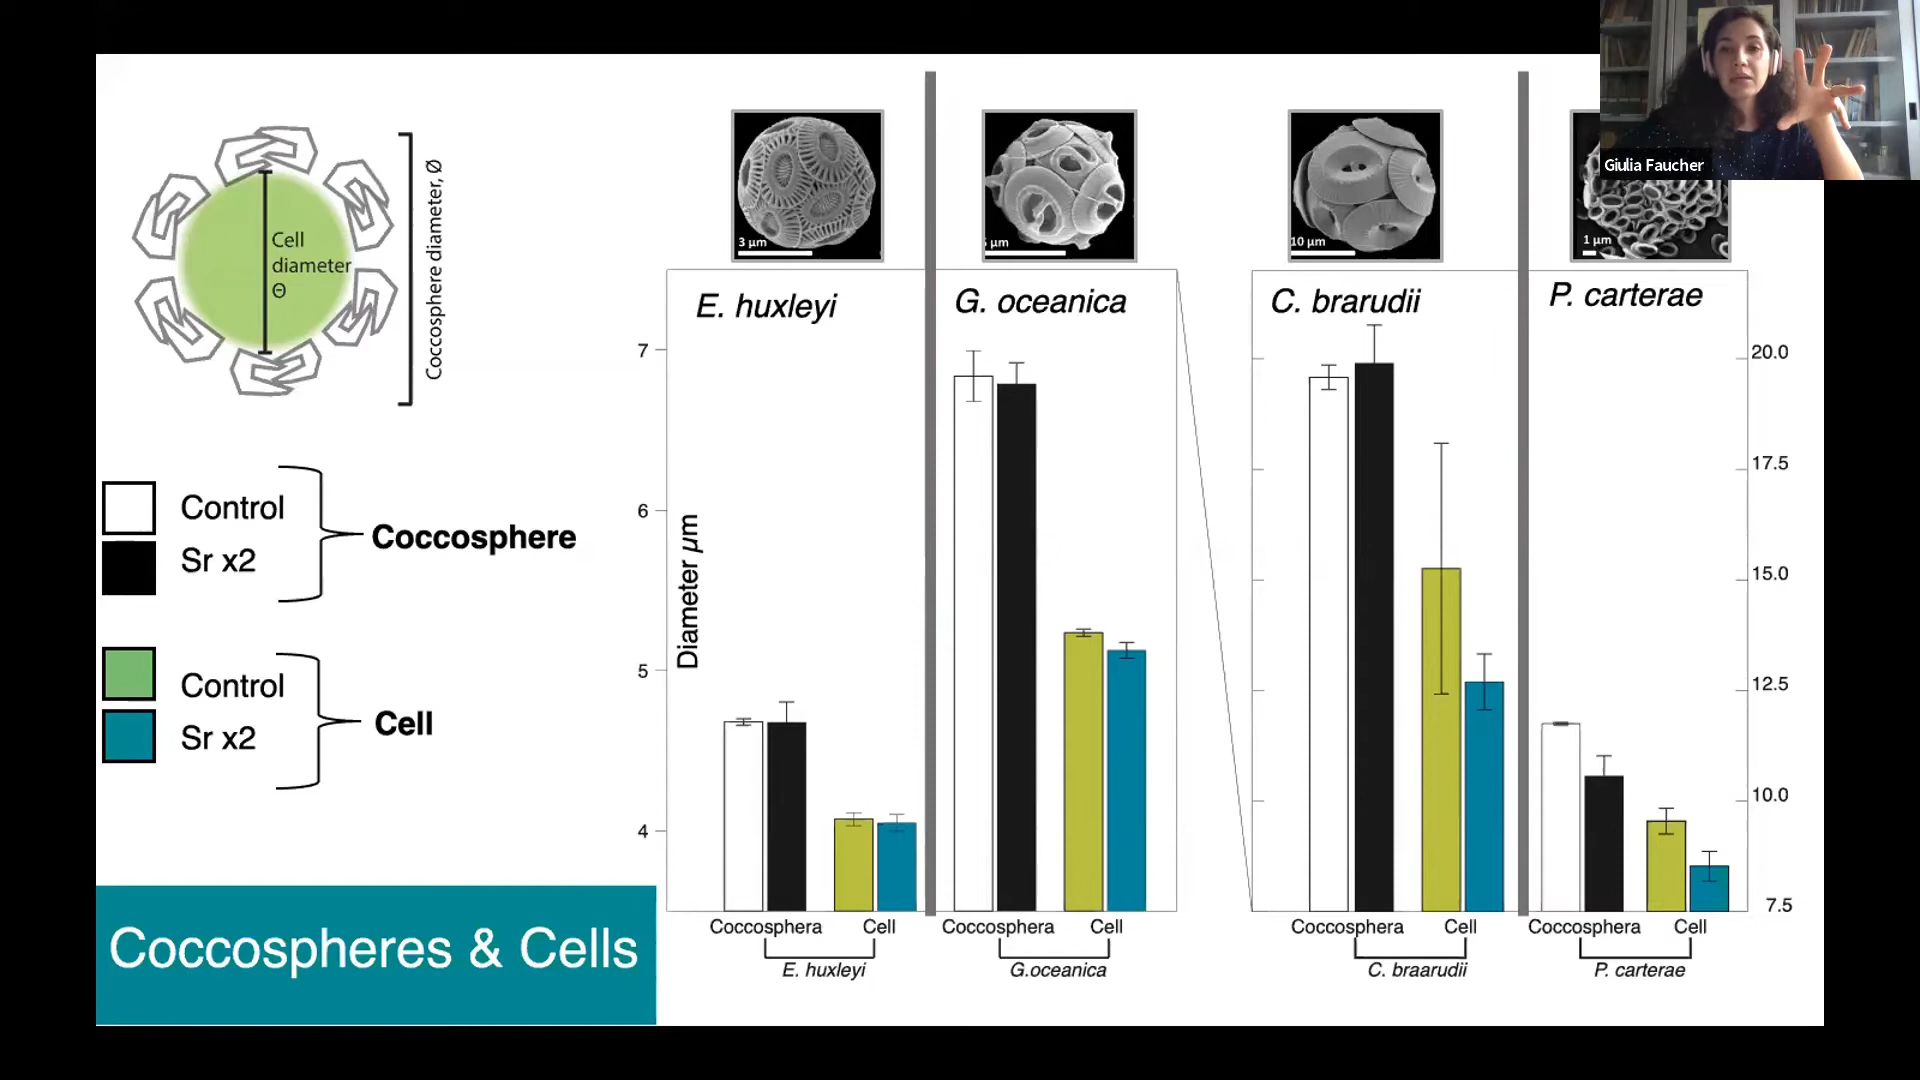 Giulia Faucher
Cell
diameter
Θ
Coccosphere diameter, Ø
Control
Sr x2
Coccosphere
Control
Sr x2
Cell
Coccospheres & Cells
3 µm
µm
10 µm
1 µm
E. huxleyi
G. oceanica
C. brarudii
P. carterae
Diameter µm
7
6
5
4
20.0
17.5
15.0
12.5
10.0
7.5
Coccosphera Cell
E. huxleyi
Coccosphera Cell
G.oceanica
Coccosphera Cell
C. braarudii
Coccosphera Cell
P. carterae